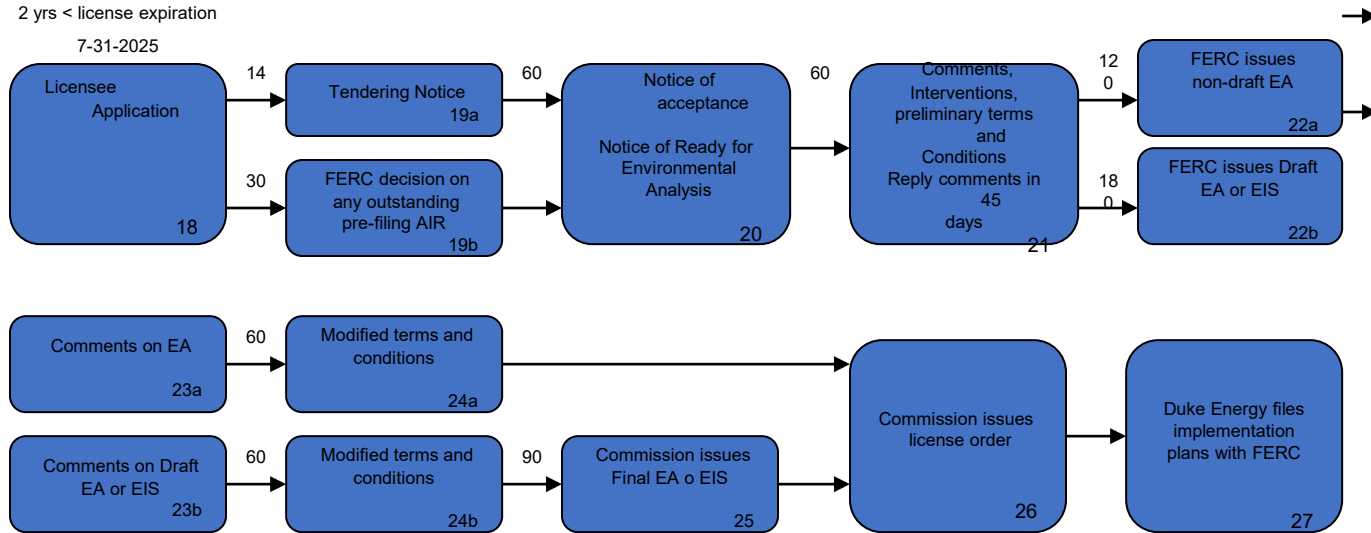 2 yrs < license expiration
7-31-2025
Licensee
Application
18
14
30
Tendering Notice
19a
FERC decision on
any outstanding
pre-filing AIR
19b
60
Notice of
acceptance
Notice of Ready for
Environmental
Analysis
20
60
Comments,
Interventions,
preliminary terms
and
Conditions
Reply comments in
45
days
21
12
0
18
0
FERC issues
non-draft EA
22a
FERC issues Draft
EA or EIS
22b
Comments on EA
23a
60
Modified terms and
conditions
24a
Comments on Draft
EA or EIS
23b
60
Modified terms and
conditions
24b
90
Commission issues
Final EA o EIS
25
Commission issues
license order
26
Duke Energy files
implementation
plans with FERC
27